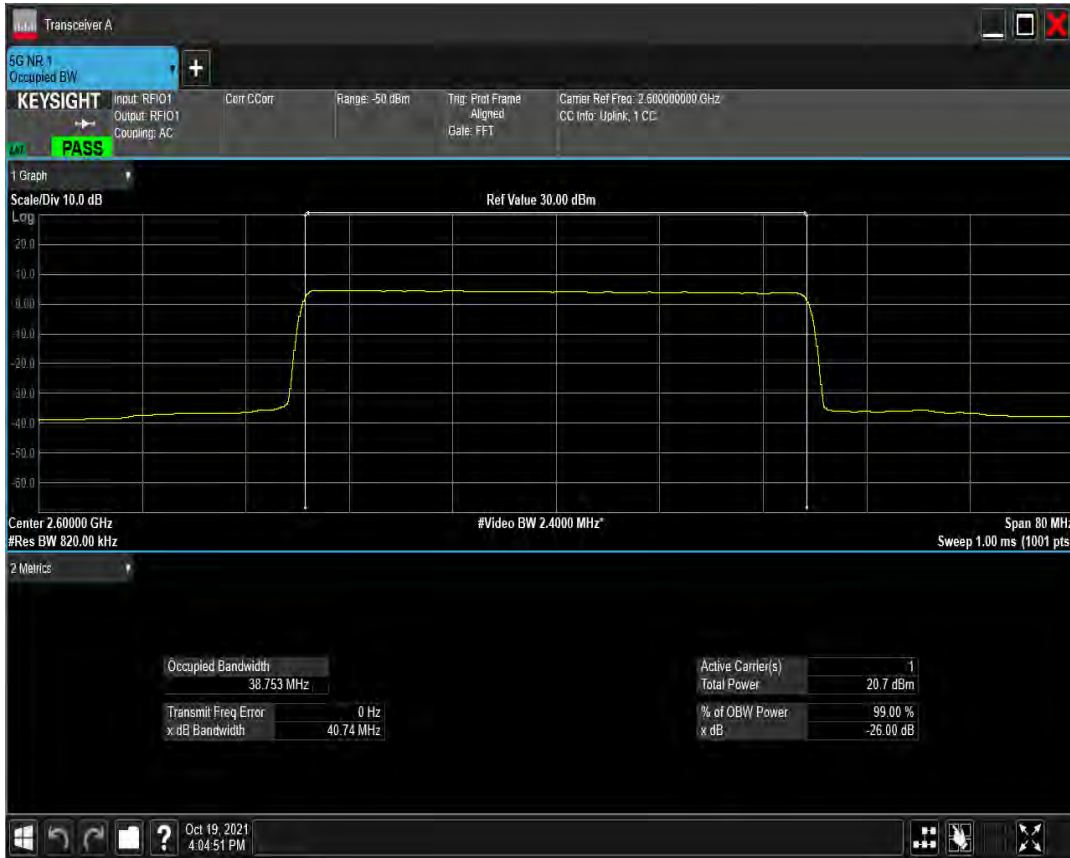 Transceiver A
5G NR 1
Occupied BW
+
KEYSIGHT
Input: RFIO1
Output: RFIO1
Coupling: AC
Corr CCorr
Range: -50 dBm
Trig: Prot Frame
Aligned
Gate: FFT
Carrier Ref Freq: 2.600000000 GHz
CC Info: Uplink, 1 CC
PASS
1 Graph
Scale/Div 10.0 dB
Ref Value 30.00 dBm
Log
20.0
10.0
0.00
-10.0
-20.0
-30.0
-40.0
-50.0
Center 2.60000 GHz
#Video BW 2.4000 MHz*
Span 80 MHz
#Res BW 820.00 kHz
Sweep 1.00 ms (1001 pts
2 Metrics
Occupied Bandwidth
38.753 MHz
Transmit Freq Error 0 Hz
x dB Bandwidth 40.74 MHz
Active Carrier(s) 1
Total Power 20.7 dBm
% of OBW Power 99.00 %
x dB -26.00 dB
?
Oct 19, 2021
4:04:51 PM